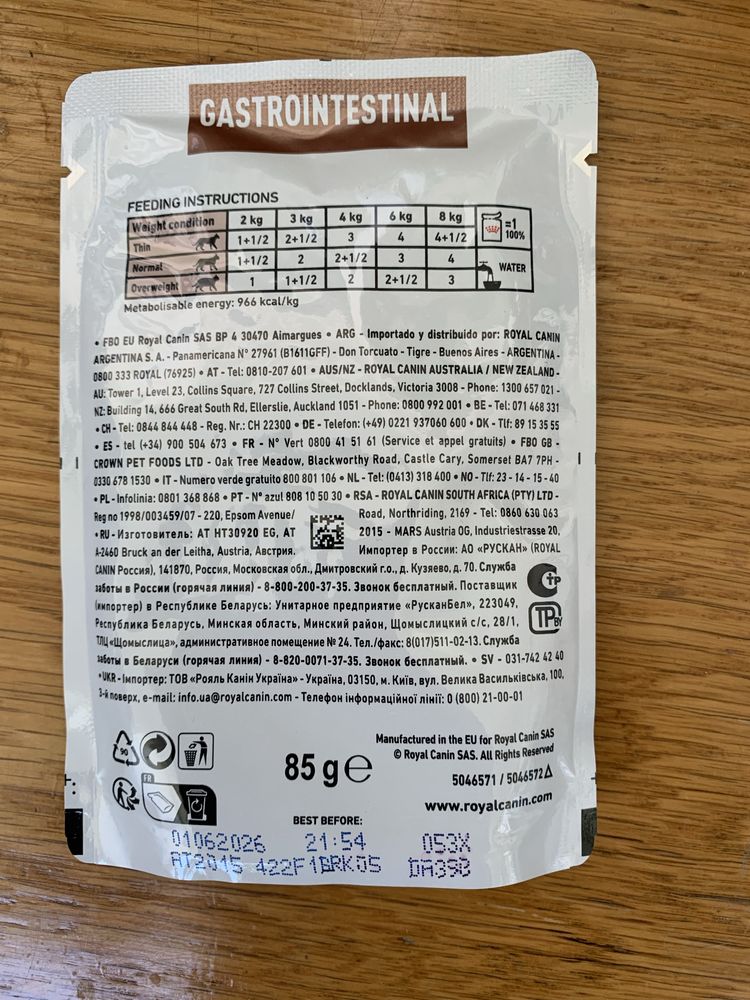 GASTROINTESTINAL
FEEDING INSTRUCTIONS
Weight condition 2 kg 3 kg 4 kg 6 kg 8 kg =1 100%
Thin 1+1/2 2+1/2 3 4 4+1/2
Normal 1+1/2 2 2+1/2 3 4 WATER
Overweight 1 1+1/2 2 2+1/2 3
Metabolisable energy: 966 kcal/kg
• FBO EU Royal Canin SAS BP 4 30470 Aimargues • ARG - Importado y distribuido por: ROYAL CANIN
ARGENTINA S. A. - Panamericana N° 27961 (B1611GFF) - Don Torcuato - Tigre - Buenos Aires - ARGENTINA -
0800 333 ROYAL (76925) • AT - Tel: 0810-207 601 • AUS/NZ - ROYAL CANIN AUSTRALIA / NEW ZEALAND -
AU: Tower 1, Level 23, Collins Square, 727 Collins Street, Docklands, Victoria 3008 - Phone: 1300 657 021 -
NZ: Building 14, 666 Great South Rd, Ellerslie, Auckland 1051 - Phone: 0800 992 001 • BE - Tel: 071 468 331
• CH - Tel: 0844 844 448 - Reg. Nr.: CH 22300 • DE - Telefon: (+49) 0221 937060 600 • DK - Tlf: 89 15 35 55
• ES - tel (+34) 900 504 673 • FR - N° Vert 0800 41 51 61 (Service et appel gratuits) • FBO GB -
CROWN PET FOODS LTD - Oak Tree Meadow, Blackworthy Road, Castle Cary, Somerset BA7 7PH -
0330 678 1530 • IT - Numero verde gratuito 800 801 106 • NL - Tel: (0413) 318 400 • NO - Tlf: 23 - 14 - 15 - 40
• PL - Infolinia: 0801 368 868 • PT - N° azul 808 10 50 30 • RSA - ROYAL CANIN SOUTH AFRICA (PTY) LTD -
Reg no 1998/003459/07 - 220, Epsom Avenue/ Road, Northriding, 2169 - Tel: 0860 630 063
• RU - Изготовитель: AT HT30920 EG, AT 2015 - MARS Austria OG, Industriestrasse 20,
A-2460 Bruck an der Leitha, Austria, Австрия. Импортер в России: АО «РУСКАН» (ROYAL
CANIN Россия), 141870, Россия, Московская обл., Дмитровский г.о., д. Кузяево, д. 70. Служба
заботы в России (горячая линия) - 8-800-200-37-35. Звонок бесплатный. Поставщик
(импортер) в Республике Беларусь: Унитарное предприятие «РусканБел», 223049,
Республика Беларусь, Минская область, Минский район, Щомыслицкий с/с, 28/1,
ТЛЦ «Щомыслица», административное помещение № 24. Тел./факс: 8(017)511-02-13. Служба
заботы в Беларуси (горячая линия) - 8-820-0071-37-35. Звонок бесплатный. • SV - 031-742 42 40
• UKR - Імпортер: ТОВ «Роял​ь Канін Україна» - Україна, 03150, м. Київ, вул. Велика Васильківська, 100,
3-й поверх, e-mail: info.ua@royalcanin.com - Телефон інформаційної лінії: 0 (800) 21-00-01
СТР
TP BY
90
FR
85 g e
Manufactured in the EU for Royal Canin SAS
© Royal Canin SAS. All Rights Reserved
5046571 / 5046572
www.royalcanin.com
BEST BEFORE:
01062026 21:54 053X
AT2015 422F1BRK05 DA398